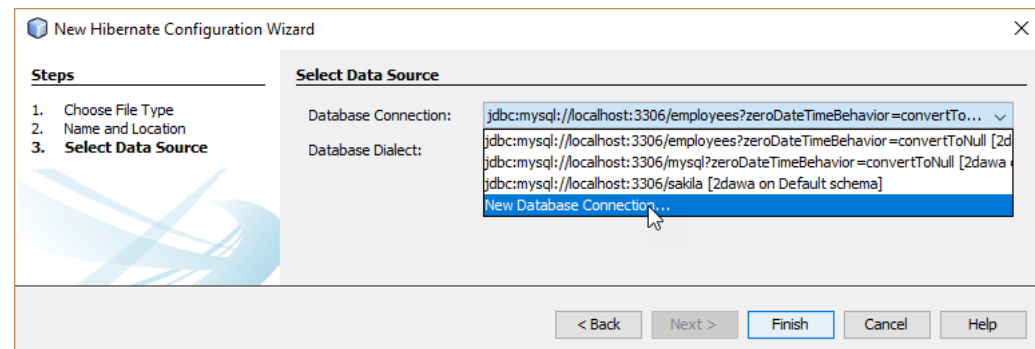 New Hibernate Configuration Wizard
Steps
1. Choose File Type
2. Name and Location
3. Select Data Source
Select Data Source
Database Connection:
jdbc:mysql://localhost:3306/employees?zeroDateTimeBehavior=convertTo...
jdbc:mysql://localhost:3306/employees?zeroDateTimeBehavior=convertToNull [2d
jdbc:mysql://localhost:3306/mysql?zeroDateTimeBehavior=convertToNull [2dawa
jdbc:mysql://localhost:3306/sakila [2dawa on Default schema]
New Database Connection...
Database Dialect:
< Back
Next >
Finish
Cancel
Help